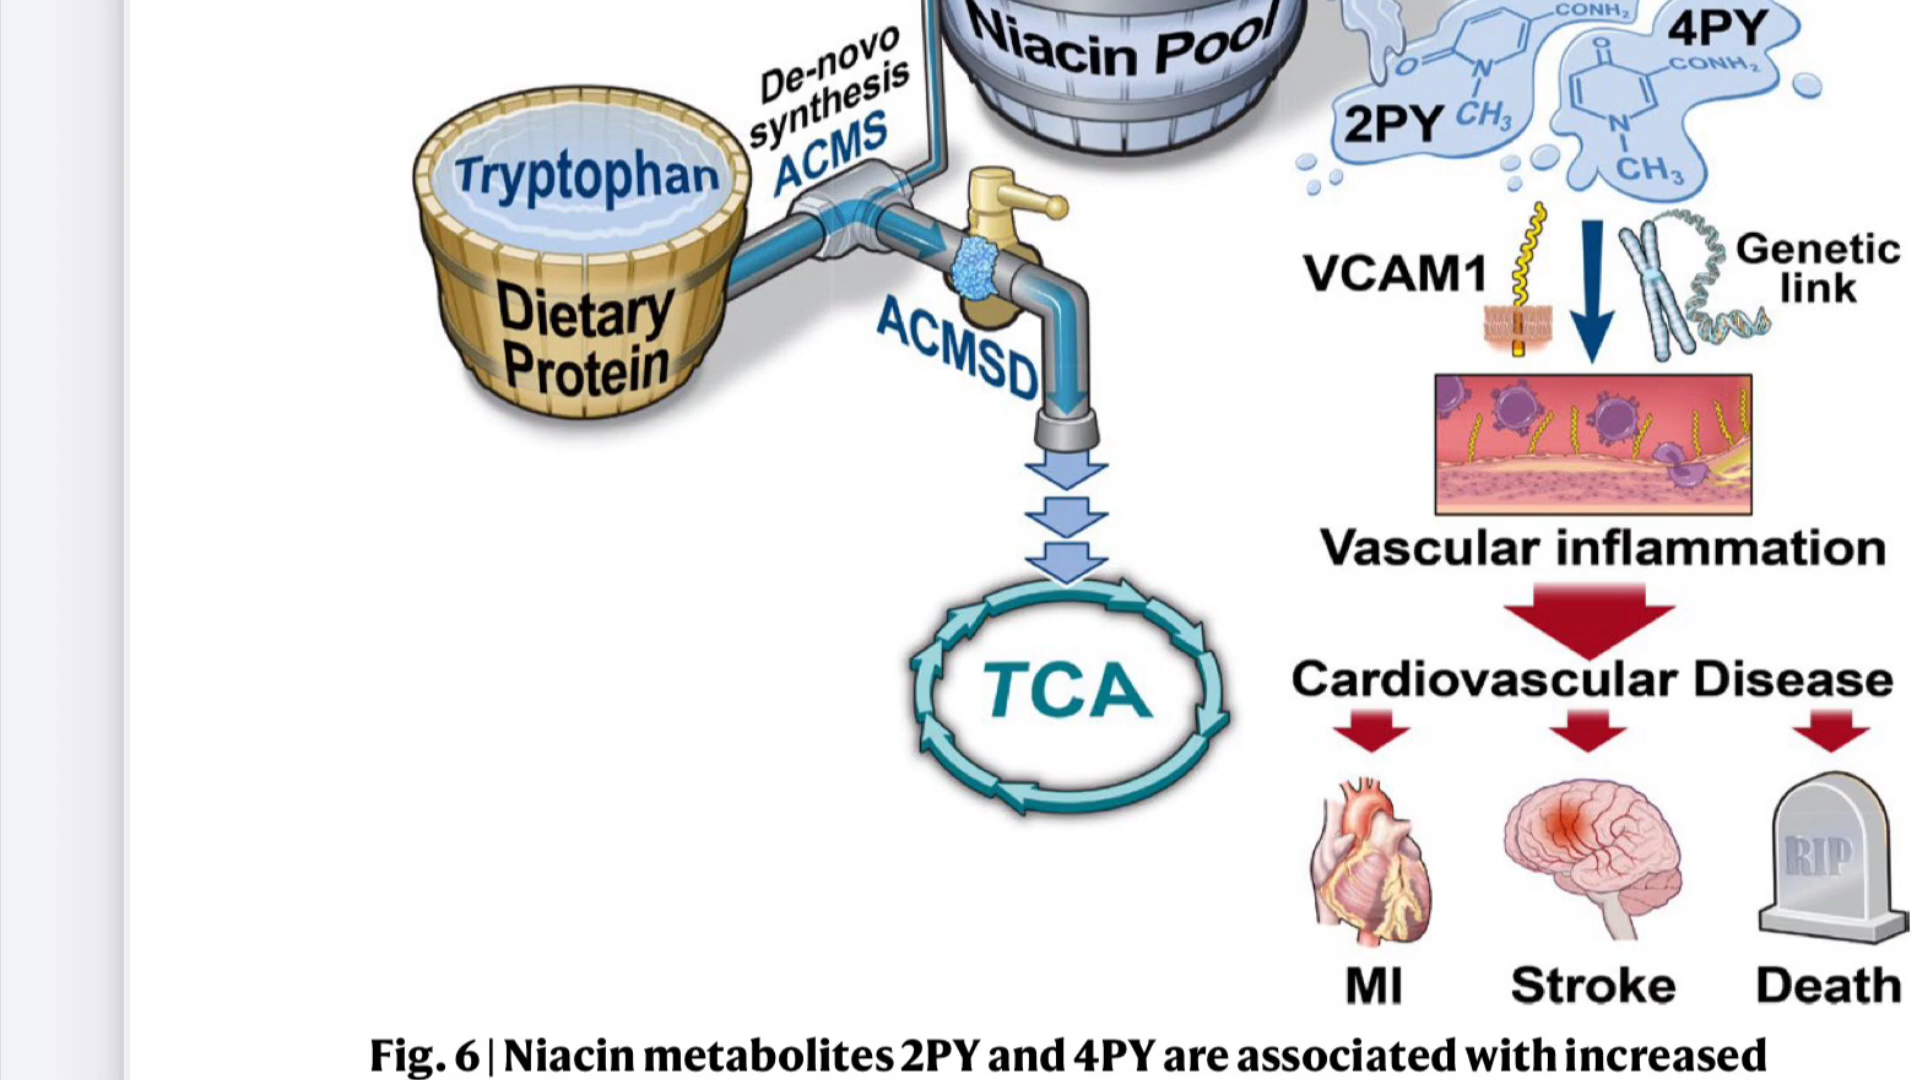 Niacin Pool
De-novo
synthesis
ACMS
Tryptophan
Dietary
Protein
ACMSD
TCA
CONH₂
O
N
CH₃
2PY
4PY
O
CONH₂
N
CH₃
VCAM1
Genetic
link
Vascular inflammation
Cardiovascular Disease
RIP
MI
Stroke
Death
Fig. 6 | Niacin metabolites 2PY and 4PY are associated with increased